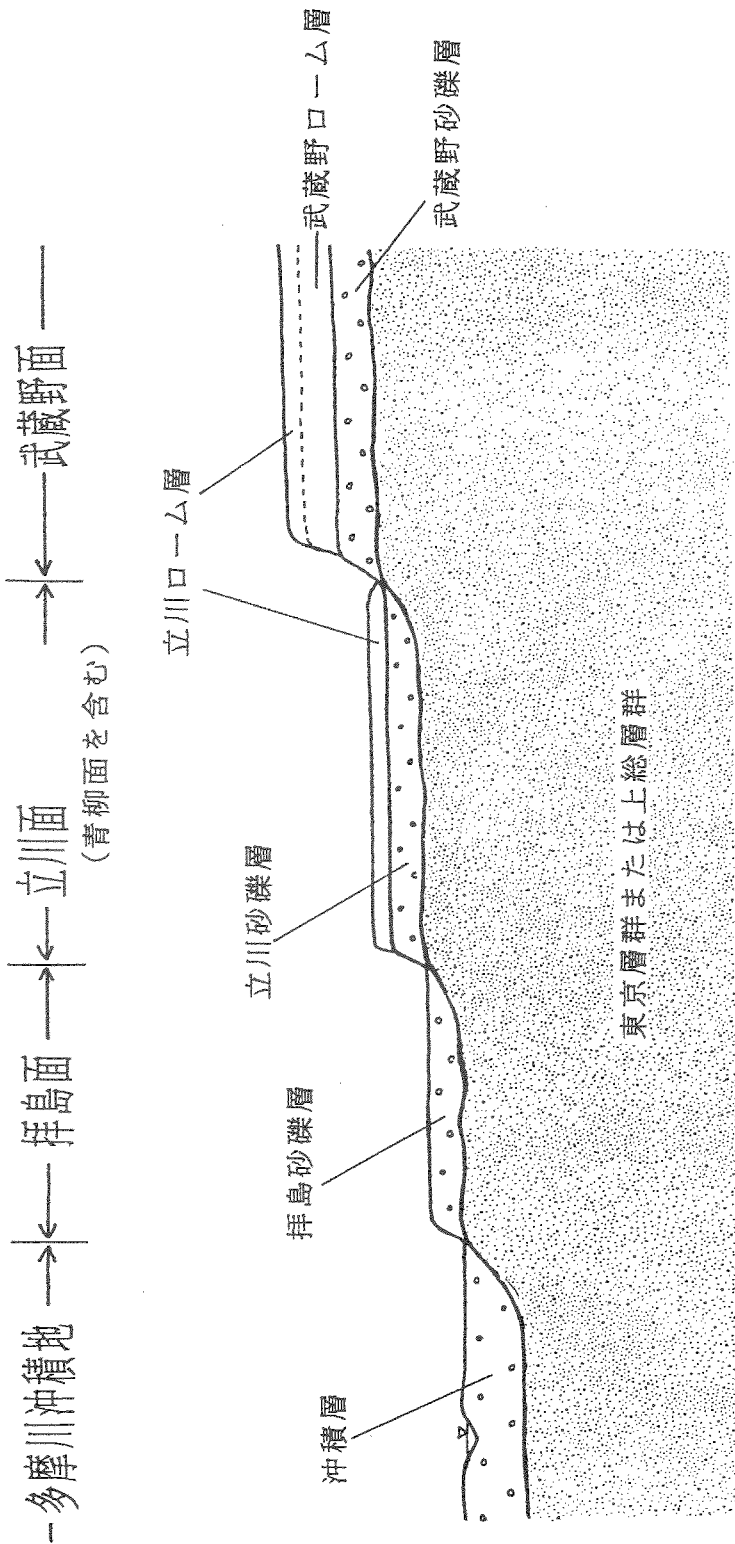 多摩川沖積地
拝島面
立川面
(青柳面を含む)
武蔵野面
沖積層
拝島砂礫層
立川砂礫層
立川ローム層
武蔵野ローム層
武蔵野砂礫層
東京層群または上総層群